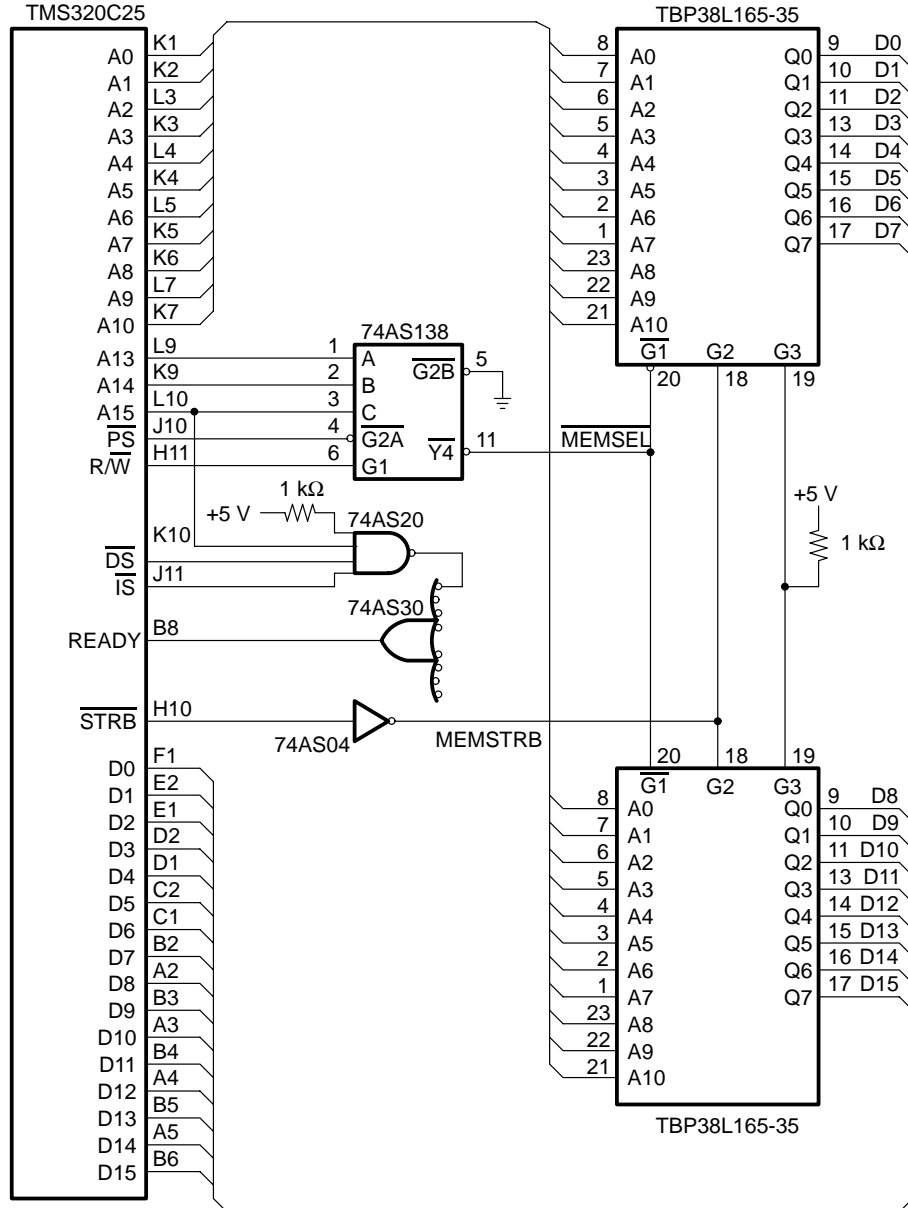 TMS320C25
TBP38L165-35
A0 K1
A1 K2
A2 L3
A3 K3
A4 L4
A5 K4
A6 L5
A7 K5
A8 K6
A9 L7
A10 K7
A13 L9
A14 K9
A15 L10
PS J10
R/W H11
DS K10
IS J11
READY B8
STRB H10
D0 F1
D1 E2
D2 E1
D3 D2
D4 D1
D5 C2
D6 C1
D7 B2
D8 A2
D9 B3
D10 A3
D11 B4
D12 A4
D13 B5
D14 A5
D15 B6
74AS138
1 A
2 B
3 C
4 G2A
6 G1
G2B 5
Y4 11
MEMSEL
+5 V
1 kΩ
74AS20
74AS30
74AS04
MEMSTRB
8 A0 Q0 9 D0
7 A1 Q1 10 D1
6 A2 Q2 11 D2
5 A3 Q3 13 D3
4 A4 Q4 14 D4
3 A5 Q5 15 D5
2 A6 Q6 16 D6
1 A7 Q7 17 D7
23 A8
22 A9
21 A10
G1 G2 G3
20 18 19
+5 V
1 kΩ
20 18 19
G1 G2 G3
8 A0 Q0 9 D8
7 A1 Q1 10 D9
6 A2 Q2 11 D10
5 A3 Q3 13 D11
4 A4 Q4 14 D12
3 A5 Q5 15 D13
2 A6 Q6 16 D14
1 A7 Q7 17 D15
23 A8
22 A9
21 A10
TBP38L165-35